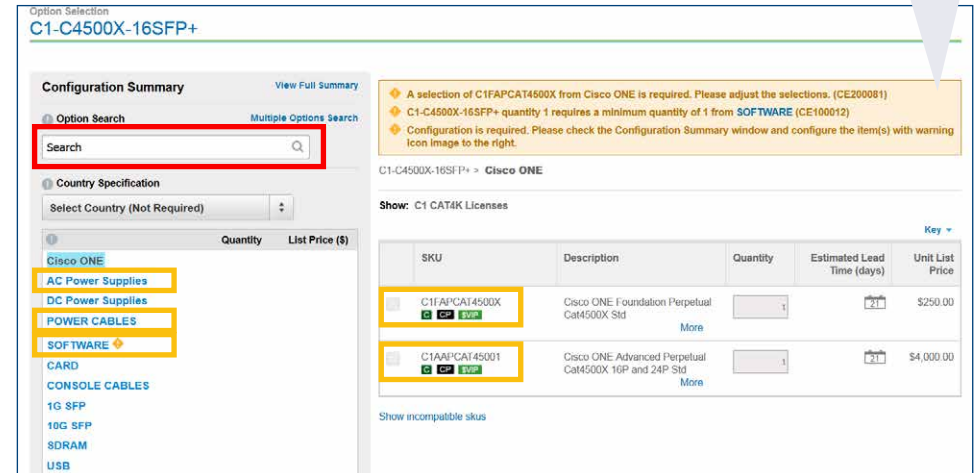 Option Selection
C1-C4500X-16SFP+
Configuration Summary
View Full Summary
Option Search
Multiple Options Search
Search
Country Specification
Select Country (Not Required)
Quantity List Price ($)
Cisco ONE
AC Power Supplies
DC Power Supplies
POWER CABLES
SOFTWARE
CARD
CONSOLE CABLES
1G SFP
10G SFP
SDRAM
USB
A selection of C1FAPCAT4500X from Cisco ONE is required. Please adjust the selections. (CE200081)
C1-C4500X-16SFP+ quantity 1 requires a minimum quantity of 1 from SOFTWARE (CE100012)
Configuration is required. Please check the Configuration Summary window and configure the item(s) with warning
icon image to the right.
C1-C4500X-16SFP+ » Cisco ONE
Show: C1 CAT4K Licenses
Key
SKU Description Quantity Estimated Lead Unit List
Time (days) Price
C1FAPCAT4500X Cisco ONE Foundation Perpetual 1 21 $250.00
C CP SVIP Cat4500X Std
More
C1AAPCAT45001 Cisco ONE Advanced Perpetual 1 21 $4,000.00
C CP SVIP Cat4500X 16P and 24P Std
More
Show incompatible skus